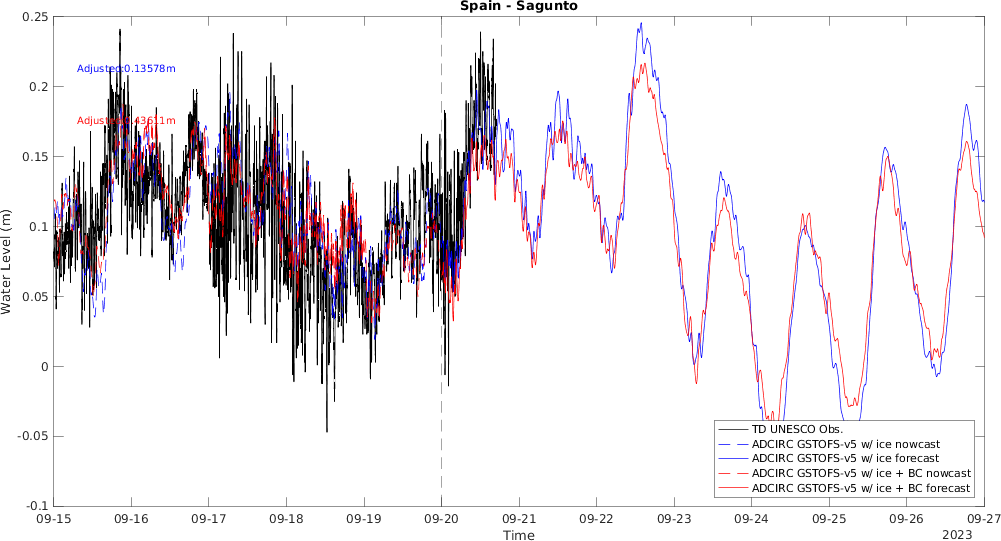 Spain - Sagunto
0.25
0.2
0.15
0.1
0.05
0
-0.05
-0.1
Water Level (m)
Adjusted:0.13578m
TD UNESCO Obs.
ADCIRC GSTOFS-v5 w/ ice nowcast
ADCIRC GSTOFS-v5 w/ ice forecast
ADCIRC GSTOFS-v5 w/ ice + BC nowcast
ADCIRC GSTOFS-v5 w/ ice + BC forecast
09-15 09-16 09-17 09-18 09-19 09-20 09-21 09-22 09-23 09-24 09-25 09-26 09-27
Time
2023